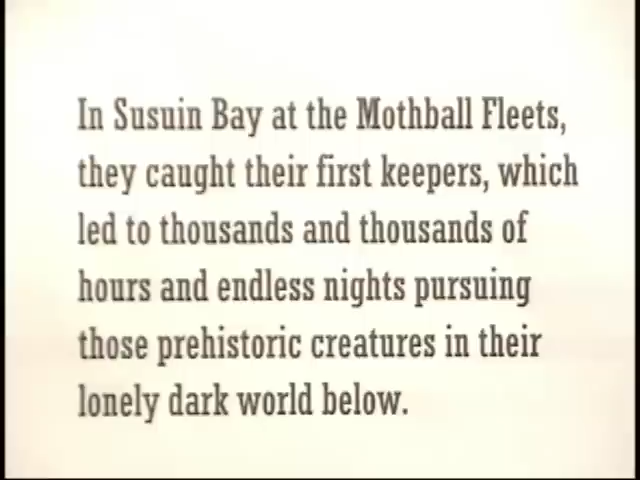 In Susuin Bay at the Mothball Fleets,
they caught their first keepers, which
led to thousands and thousands of
hours and endless nights pursuing
those prehistoric creatures in their
lonely dark world below.